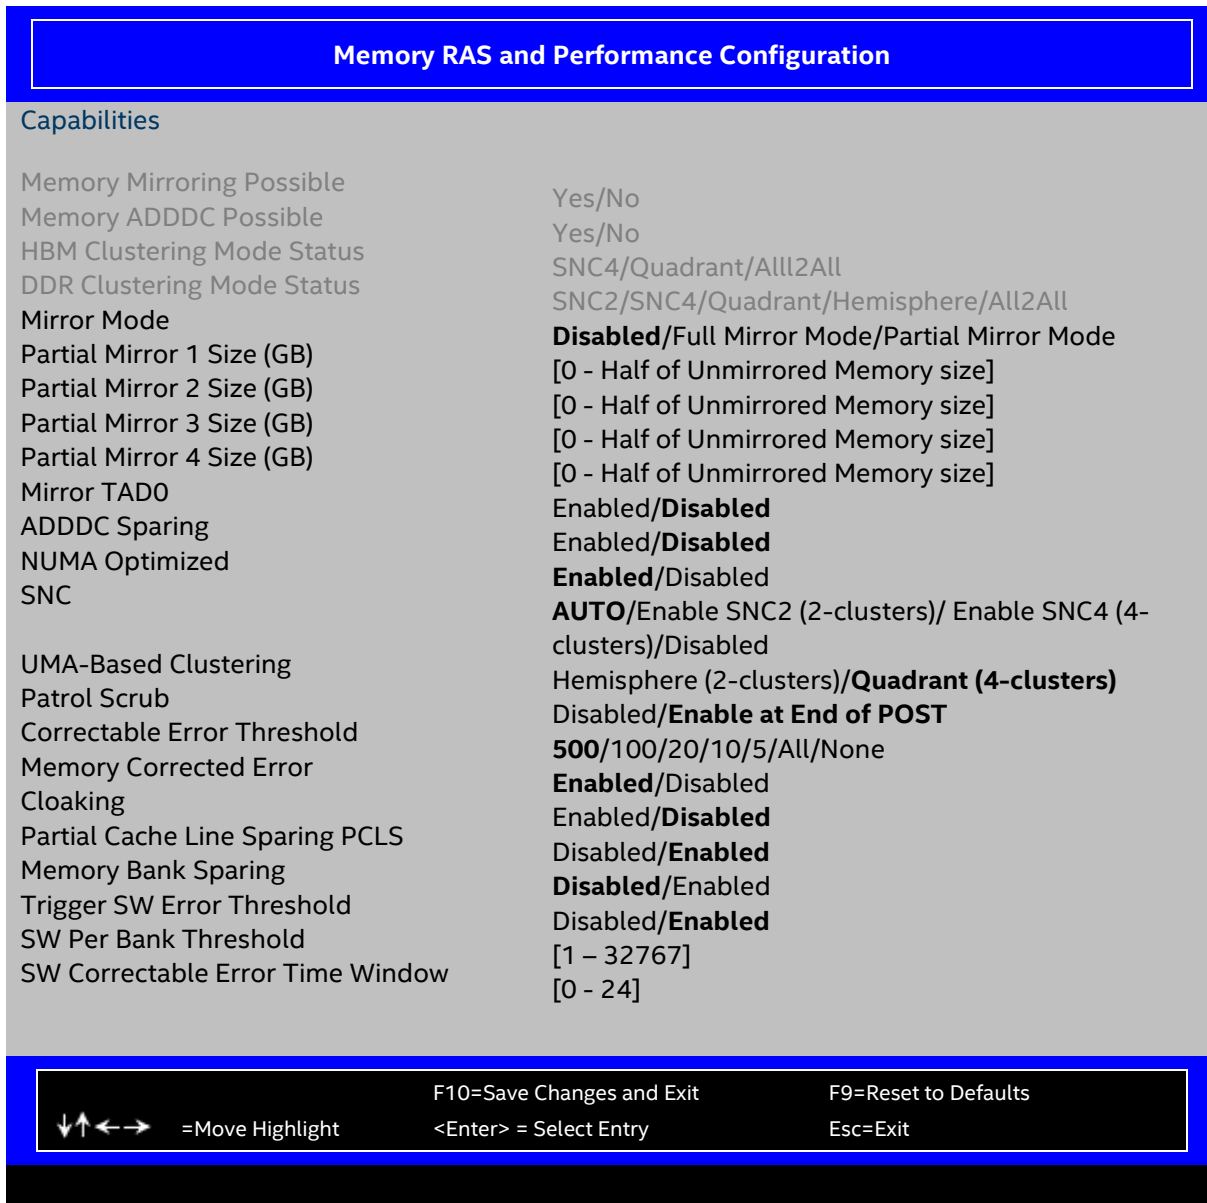 Memory RAS and Performance Configuration
Capabilities
Memory Mirroring Possible
Memory ADDDC Possible
HBM Clustering Mode Status
DDR Clustering Mode Status
Mirror Mode
Partial Mirror 1 Size (GB)
Partial Mirror 2 Size (GB)
Partial Mirror 3 Size (GB)
Partial Mirror 4 Size (GB)
Mirror TAD0
ADDDC Sparing
NUMA Optimized
SNC
UMA-Based Clustering
Patrol Scrub
Correctable Error Threshold
Memory Corrected Error
Cloaking
Partial Cache Line Sparing PCLS
Memory Bank Sparing
Trigger SW Error Threshold
SW Per Bank Threshold
SW Correctable Error Time Window
Yes/No
Yes/No
SNC4/Quadrant/Alll2All
SNC2/SNC4/Quadrant/Hemisphere/All2All
Disabled/Full Mirror Mode/Partial Mirror Mode
[0 - Half of Unmirrored Memory size]
[0 - Half of Unmirrored Memory size]
[0 - Half of Unmirrored Memory size]
[0 - Half of Unmirrored Memory size]
Enabled/Disabled
Enabled/Disabled
Enabled/Disabled
AUTO/Enable SNC2 (2-clusters)/ Enable SNC4 (4-
clusters)/Disabled
Hemisphere (2-clusters)/Quadrant (4-clusters)
Disabled/Enable at End of POST
500/100/20/10/5/All/None
Enabled/Disabled
Enabled/Disabled
Disabled/Enabled
Disabled/Enabled
Disabled/Enabled
[1 – 32767]
[0 - 24]
F10=Save Changes and Exit F9=Reset to Defaults
↓↑←→ =Move Highlight <Enter> = Select Entry Esc=Exit